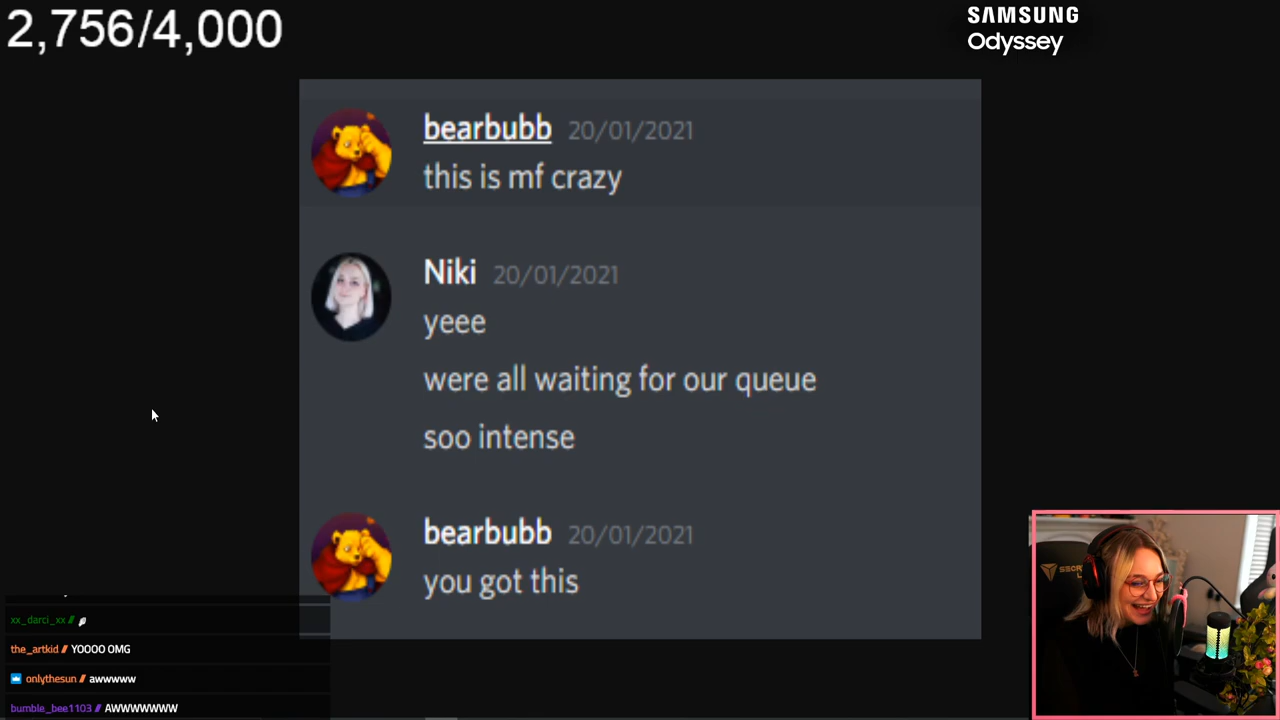 2,756/4,000
SAMSUNG
Odyssey
bearbubb 20/01/2021
this is mf crazy
Niki 20/01/2021
yeee
were all waiting for our queue
soo intense
bearbubb 20/01/2021
you got this
xx_darci_xx //
the_artkid // YOOOO OMG
onlythesun // awwwww
bumble_bee1103 // AWWWWWWW